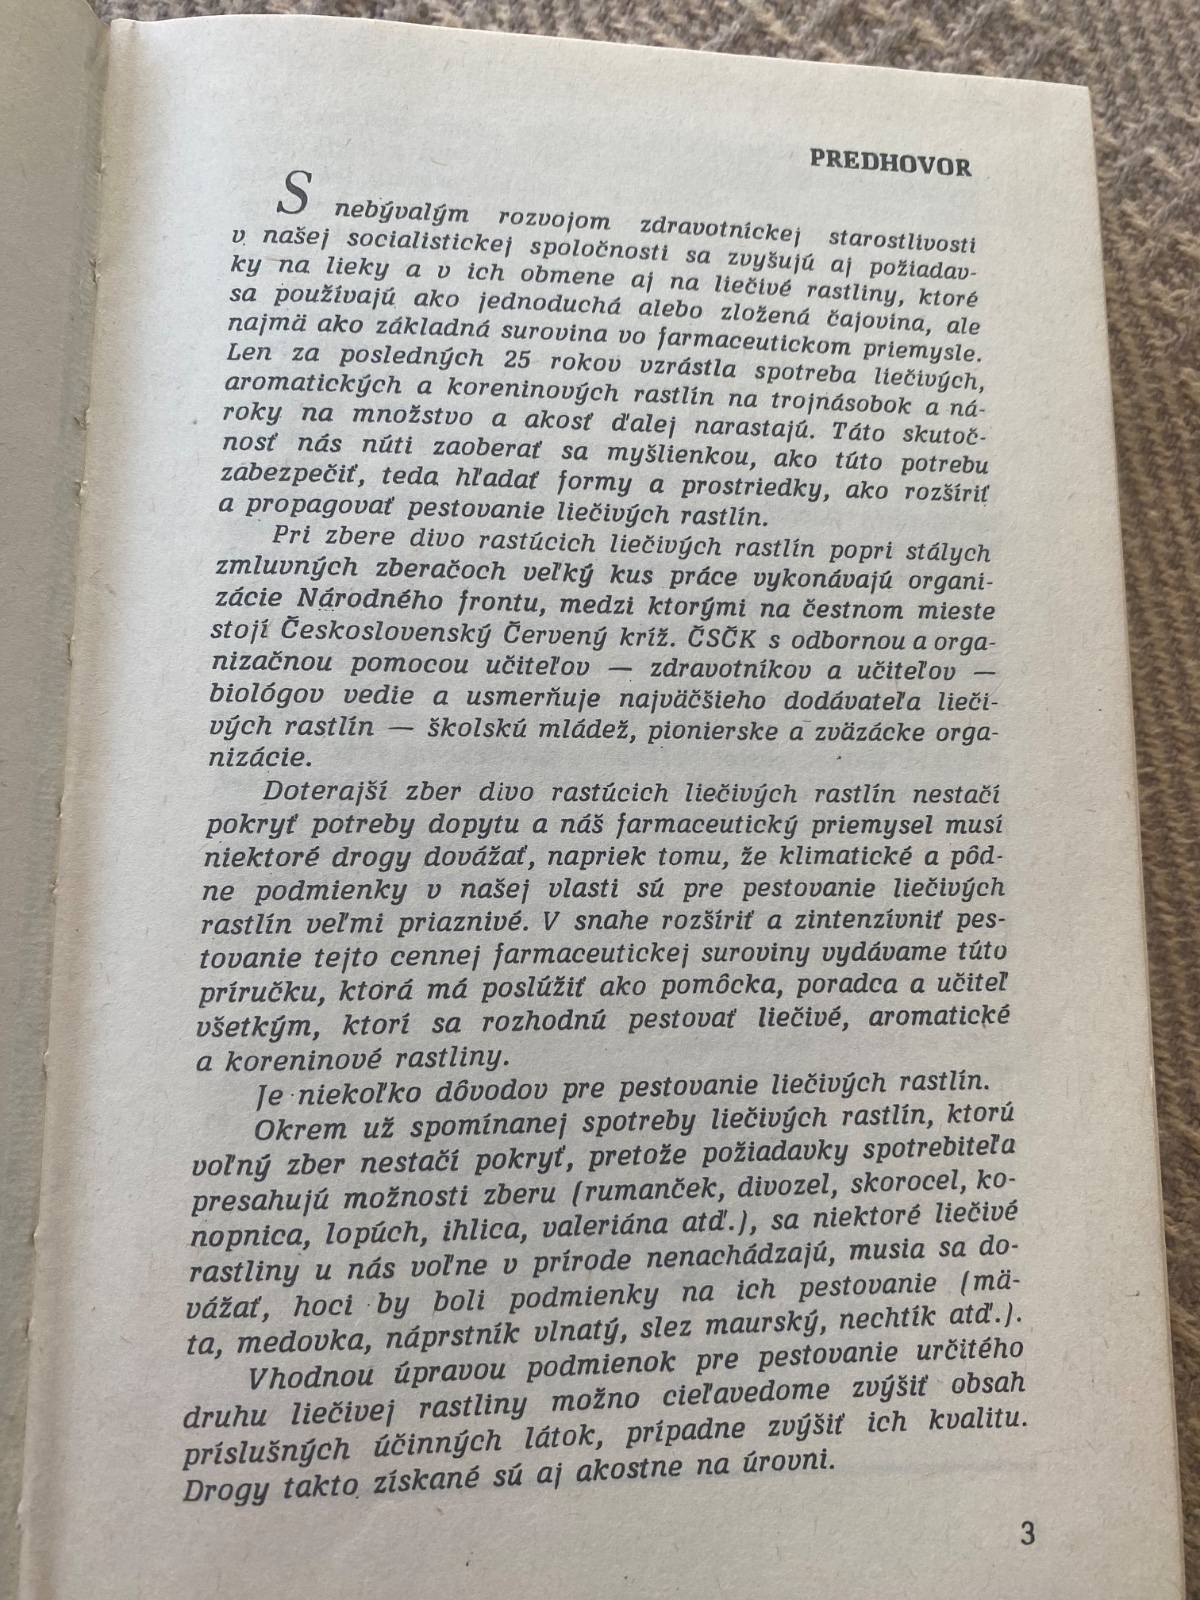 PREDHOVOR
S nebývalým rozvojom zdravotníckej starostlivosti
v našej socialistickej spoločnosti sa zvyšujú aj požiadav-
ky na lieky a v ich obmene aj na liečivé rastliny, ktoré
sa používajú ako jednoduchá alebo zložená čajovina, ale
najmä ako základná surovina vo farmaceutickom priemysle.
Len za posledných 25 rokov vzrástla spotreba liečivých,
aromatických a koreninových rastlín na trojnásobok a ná-
roky na množstvo a akosť ďalej narastajú. Táto skutoč-
nosť nás núti zaoberať sa myšlienkou, ako túto potrebu
zabezpečiť, teda hľadať formy a prostriedky, ako rozšíriť
a propagovať pestovanie liečivých rastlín.
Pri zbere divo rastúcich liečivých rastlín popri stálych
zmluvných zberačoch veľký kus práce vykonávajú organi-
zácie Národného frontu, medzi ktorými na čestnom mieste
stojí Československý Červený kríž. ČSČK s odbornou a orga-
nizačnou pomocou učiteľov — zdravotníkov a učiteľov —
biológov vedie a usmerňuje najväčšieho dodávateľa lieči-
vých rastlín — školskú mládež, pionierske a zväzácke orga-
nizácie.
Doterajší zber divo rastúcich liečivých rastlín nestačí
pokryť potreby dopytu a náš farmaceutický priemysel musí
niektoré drogy dovážať, napriek tomu, že klimatické a pôd-
ne podmienky v našej vlasti sú pre pestovanie liečivých
rastlín veľmi priaznivé. V snahe rozšíriť a zintenzívniť pes-
tovanie tejto cennej farmaceutickej suroviny vydávame túto
príručku, ktorá má poslúžiť ako pomôcka, poradca a učiteľ
všetkým, ktorí sa rozhodnú pestovať liečivé, aromatické
a koreninové rastliny.
Je niekoľko dôvodov pre pestovanie liečivých rastlín.
Okrem už spomínanej spotreby liečivých rastlín, ktorú
voľný zber nestačí pokryť, pretože požiadavky spotrebiteľa
presahujú možnosti zberu (rumanček, divozel, skorocel, ko-
nopnica, lopúch, ihlica, valeriána atď.), sa niektoré liečivé
rastliny u nás voľne v prírode nenachádzajú, musia sa do-
vážať, hoci by boli podmienky na ich pestovanie (mä-
ta, medovka, náprstník vlnatý, slez maurský, nechtík atď.).
Vhodnou úpravou podmienok pre pestovanie určitého
druhu liečivej rastliny možno cieľavedome zvýšiť obsah
príslušných účinných látok, prípadne zvýšiť ich kvalitu.
Drogy takto získané sú aj akostne na úrovni.
3